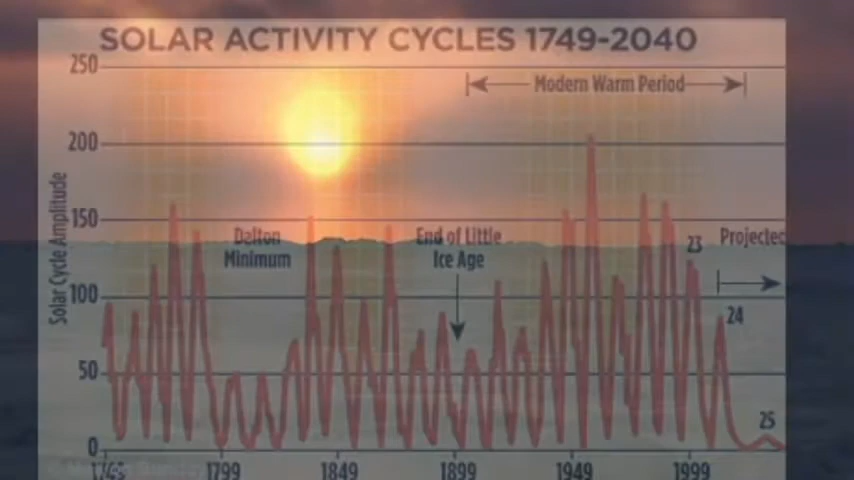 SOLAR ACTIVITY CYCLES 1749-2040
250
Modern Warm Period
200
Solar Cycle Amplitude
150
Dalton
Minimum
End of Little
Ice Age
23
Projected
100
24
50
25
0
1749
1799
1849
1899
1949
1999